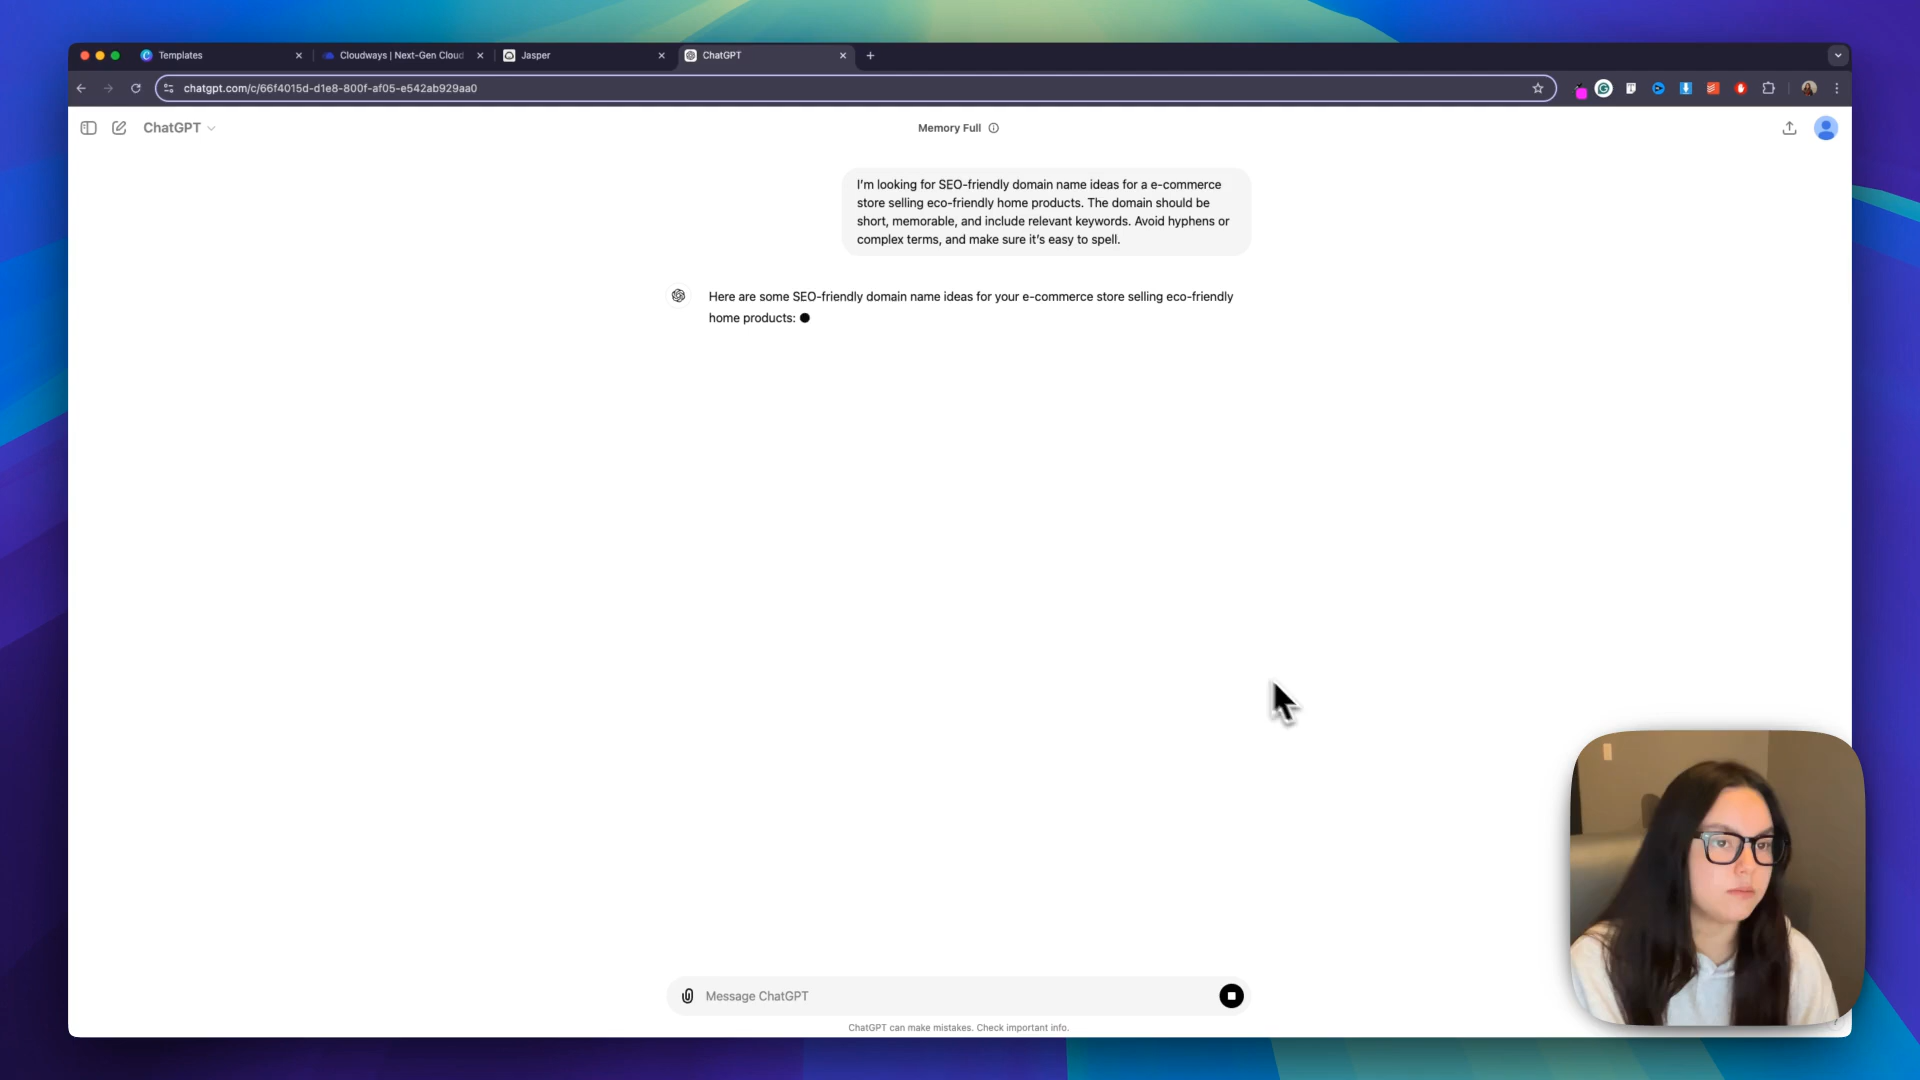 Templates
Cloudways | Next-Gen Cloud
Jasper
ChatGPT
chatgpt.com/c/66f4015d-d1e8-800f-af05-e542ab929aa0
ChatGPT
Memory Full
I'm looking for SEO-friendly domain name ideas for a e-commerce
store selling eco-friendly home products. The domain should be
short, memorable, and include relevant keywords. Avoid hyphens or
complex terms, and make sure it's easy to spell.
Here are some SEO-friendly domain name ideas for your e-commerce store selling eco-friendly
home products:
Message ChatGPT
ChatGPT can make mistakes. Check important info.